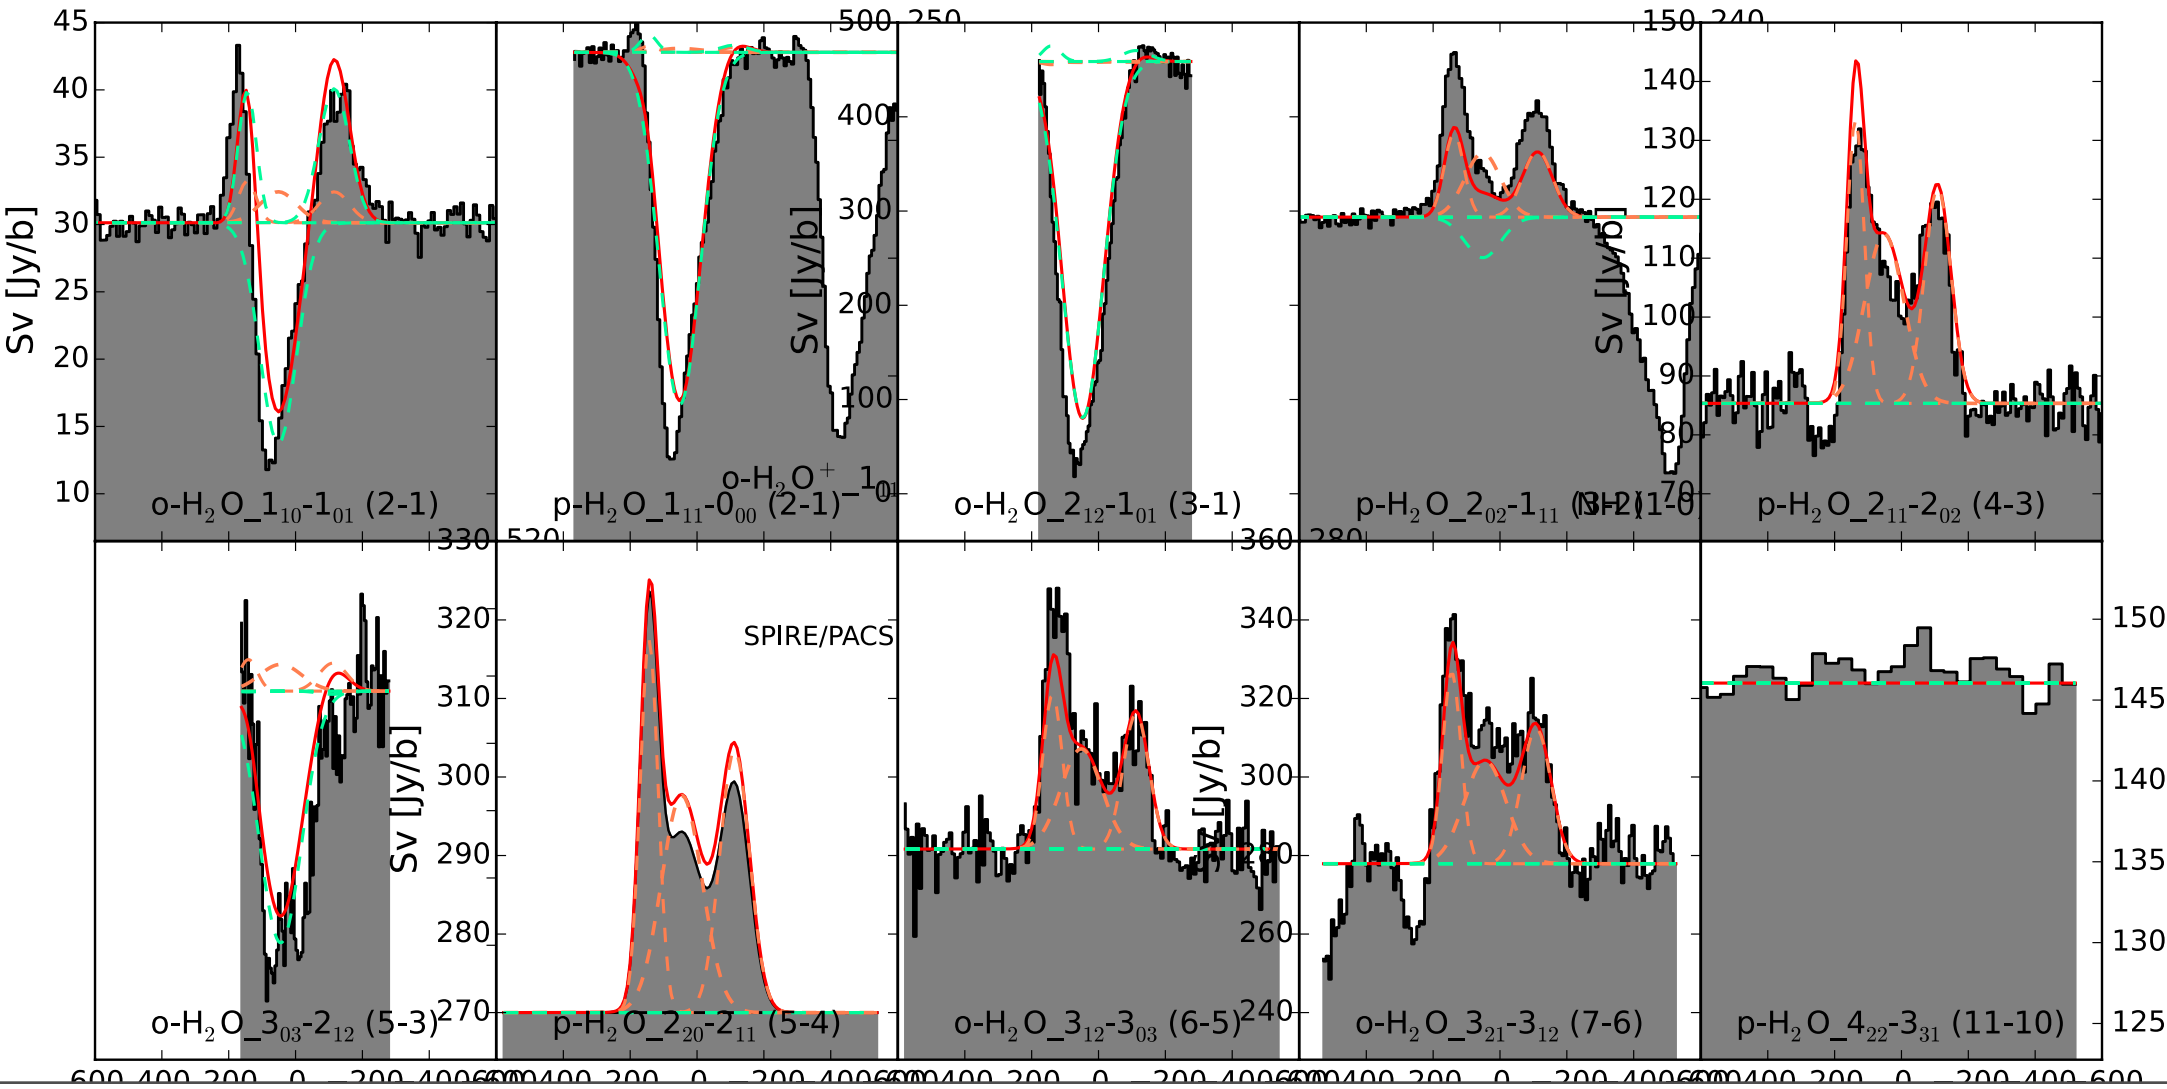 45
40
35
30
25
20
15
10
Sv [Jy/b]
o-H₂O_1₁₀-1₀₁ (2-1)
p-H₂O_1₁₁-0₀₀ (2-1)
o-H₂O⁺_1
500
400
300
200
100
0
250
Sv [Jy/b]
o-H₂O_2₁₂-1₀₁ (3-1)
p-H₂O_2₀₂-1₁₁ (3-2)
NH (1-0
150
140
130
120
110
100
90
80
70
240
Sv [Jy/b]
p-H₂O_2₁₁-2₀₂ (4-3)
o-H₂O_3₀₃-2₁₂ (5-3)
330
320
310
300
290
280
270
520
Sv [Jy/b]
SPIRE/PACS
p-H₂O_2₂₀-2₁₁ (5-4)
o-H₂O_3₁₂-3₀₃ (6-5)
360
340
320
300
280
260
240
280
Sv [Jy/b]
o-H₂O_3₂₁-3₁₂ (7-6)
p-H₂O_4₂₂-3₃₁ (11-10)
150
145
140
135
130
125